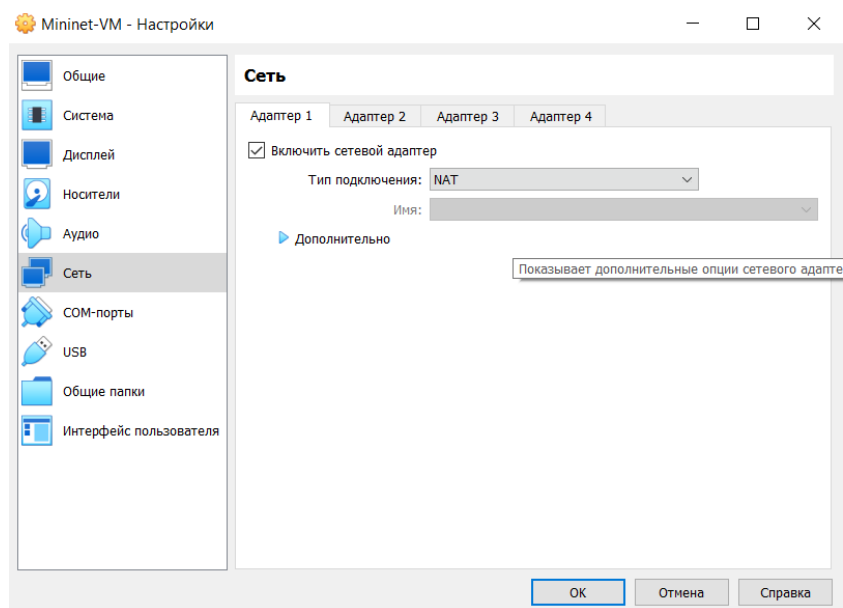 Mininet-VM - Настройки
Общие
Система
Дисплей
Носители
Аудио
Сеть
COM-порты
USB
Общие папки
Интерфейс пользователя
Сеть
Адаптер 1 Адаптер 2 Адаптер 3 Адаптер 4
Включить сетевой адаптер
Тип подключения: NAT
Имя:
Дополнительно
Показывает дополнительные опции сетевого адапте
ОК Отмена Справка